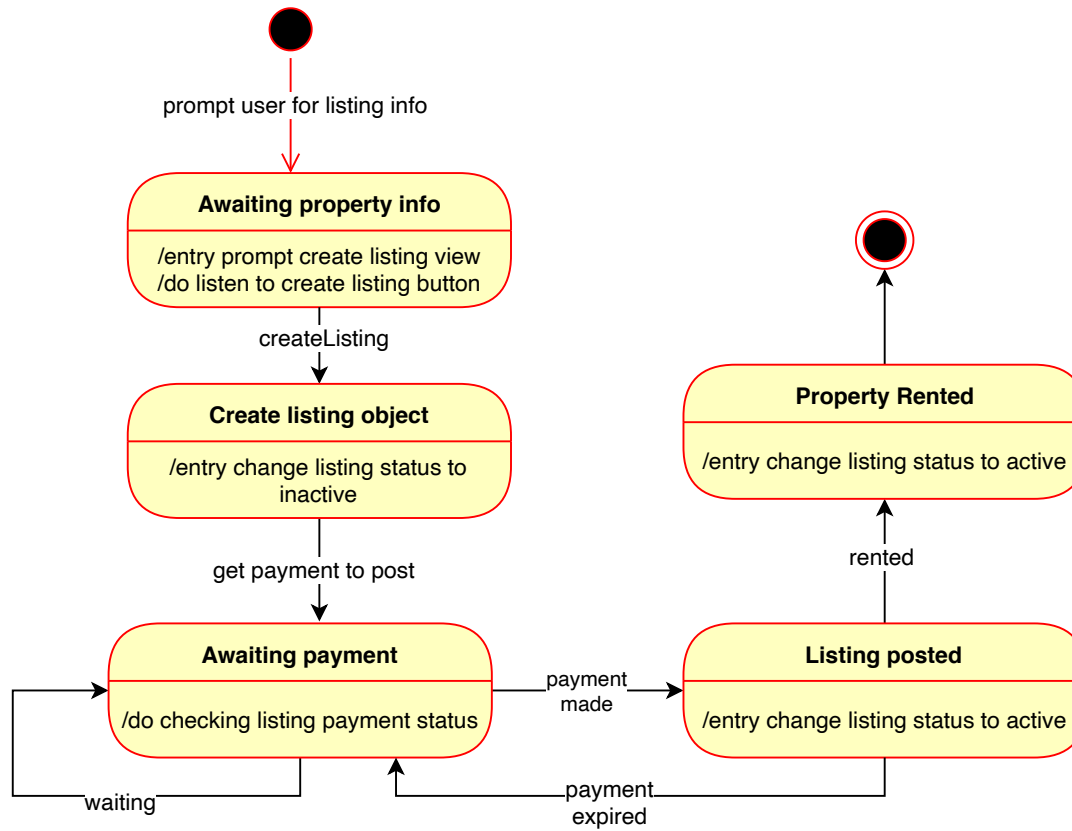 prompt user for listing info
Awaiting property info
/entry prompt create listing view
/do listen to create listing button
createListing
Create listing object
/entry change listing status to
inactive
get payment to post
Awaiting payment
/do checking listing payment status
waiting
payment
made
payment
expired
Listing posted
/entry change listing status to active
rented
Property Rented
/entry change listing status to active